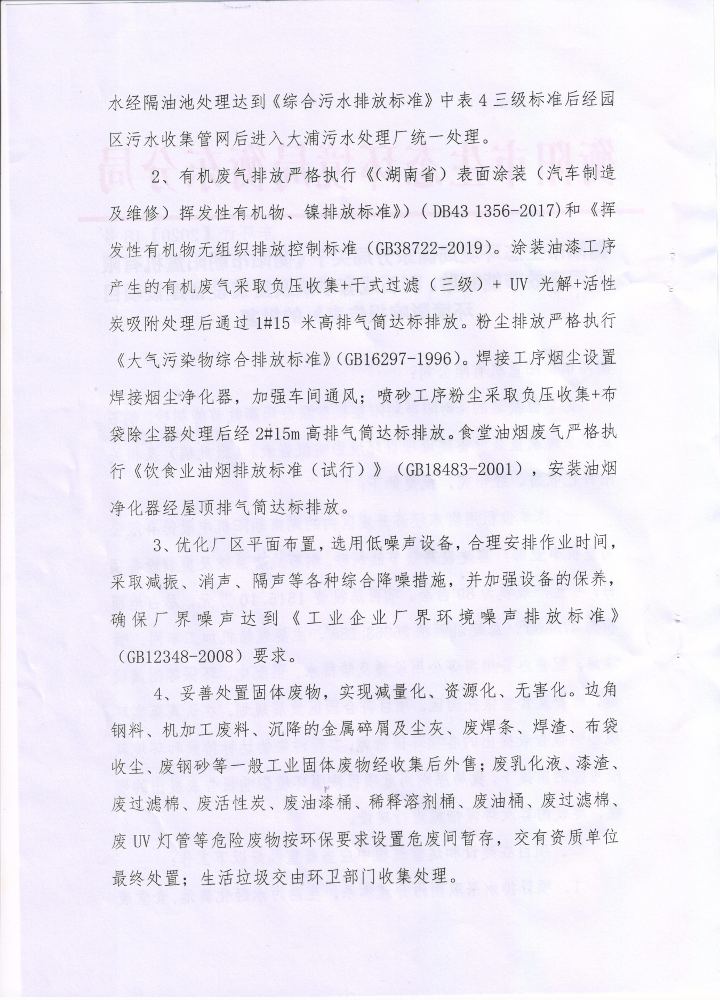 水经隔油池处理达到《综合污水排放标准》中表 4 三级标准后经园
区污水收集管网后进入大浦污水处理厂统一处理。
2、有机废气排放严格执行《（湖南省）表面涂装（汽车制造
及维修）挥发性有机物、镍排放标准》）( DB43 1356-2017)和《挥
发性有机物无组织排放控制标准（GB38722-2019）。涂装油漆工序
产生的有机废气采取负压收集+干式过滤（三级）+ UV 光解+活性
炭吸附处理后通过 1#15 米高排气筒达标排放。粉尘排放严格执行
《大气污染物综合排放标准》（GB16297-1996）。焊接工序烟尘设置
焊接烟尘净化器，加强车间通风；喷砂工序粉尘采取负压收集+布
袋除尘器处理后经 2#15m 高排气筒达标排放。食堂油烟废气严格执
行《饮食业油烟排放标准（试行）》（GB18483-2001），安装油烟
净化器经屋顶排气筒达标排放。
3、优化厂区平面布置，选用低噪声设备，合理安排作业时间，
采取减振、消声、隔声等各种综合降噪措施，并加强设备的保养，
确保厂界噪声达到《工业企业厂界环境噪声排放标准》
（GB12348-2008）要求。
4、妥善处置固体废物，实现减量化、资源化、无害化。边角
钢料、机加工废料、沉降的金属碎屑及尘灰、废焊条、焊渣、布袋
收尘、废钢砂等一般工业固体废物经收集后外售；废乳化液、漆渣、
废过滤棉、废活性炭、废油漆桶、稀释溶剂桶、废油桶、废过滤棉、
废 UV 灯管等危险废物按环保要求设置危废间暂存，交有资质单位
最终处置；生活垃圾交由环卫部门收集处理。